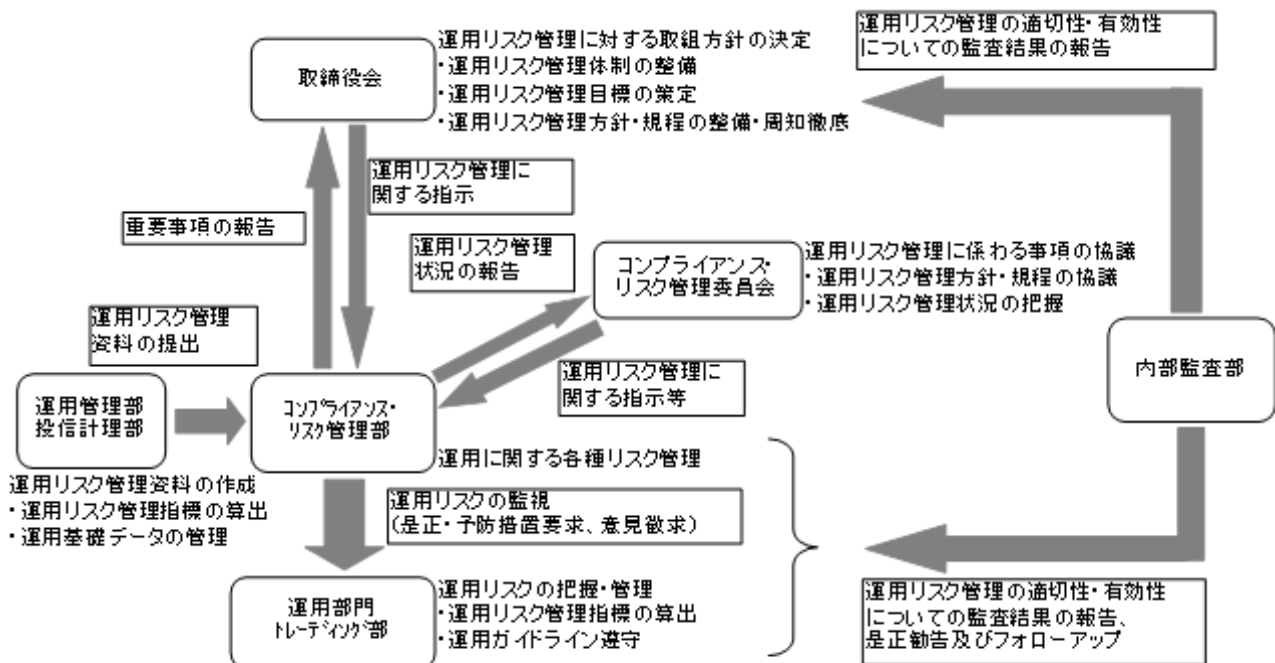 取締役会
運用リスク管理に対する取組方針の決定
・運用リスク管理体制の整備
・運用リスク管理目標の策定
・運用リスク管理方針・規程の整備・周知徹底
運用リスク管理の適切性・有効性
についての監査結果の報告
運用リスク管理に
関する指示
重要事項の報告
運用リスク管理
状況の報告
コンプライアンス・
リスク管理委員会
運用リスク管理に係わる事項の協議
・運用リスク管理方針・規程の協議
・運用リスク管理状況の把握
運用リスク管理
資料の提出
運用リスク管理に
関する指示等
内部監査部
運用管理部
投信計理部
コンプライアンス・
リスク管理部
運用に関する各種リスク管理
運用リスク管理資料の作成
・運用リスク管理指標の算出
・運用基礎データの管理
運用リスクの監視
（是正・予防措置要求、意見徴求）
運用部門
トレーディング部
運用リスクの把握・管理
・運用リスク管理指標の算出
・運用ガイドライン遵守
運用リスク管理の適切性・有効性
についての監査結果の報告、
是正勧告及びフォローアップ